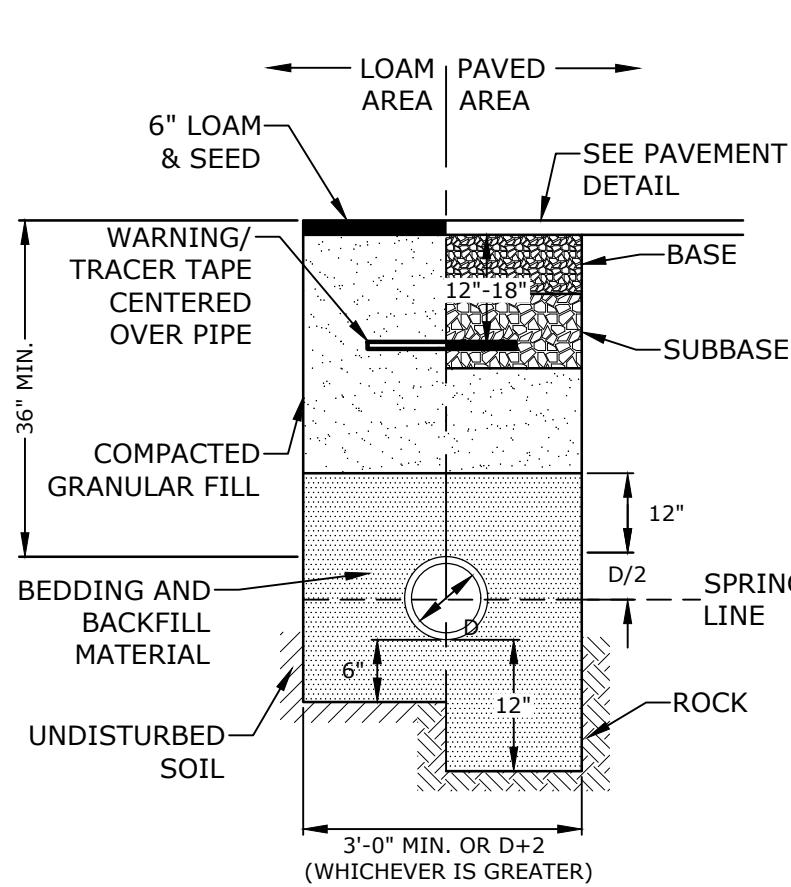 LOAM
AREA
PAVED
AREA
6" LOAM
& SEED
SEE PAVEMENT
DETAIL
WARNING/
TRACER TAPE
CENTERED
OVER PIPE
BASE
12"-18"
SUBBASE
36" MIN.
COMPACTED
GRANULAR FILL
12"
D/2
BEDDING AND
BACKFILL
MATERIAL
SPRING
LINE
D
6"
12"
ROCK
UNDISTURBED
SOIL
3'-0" MIN. OR D+2
(WHICHEVER IS GREATER)